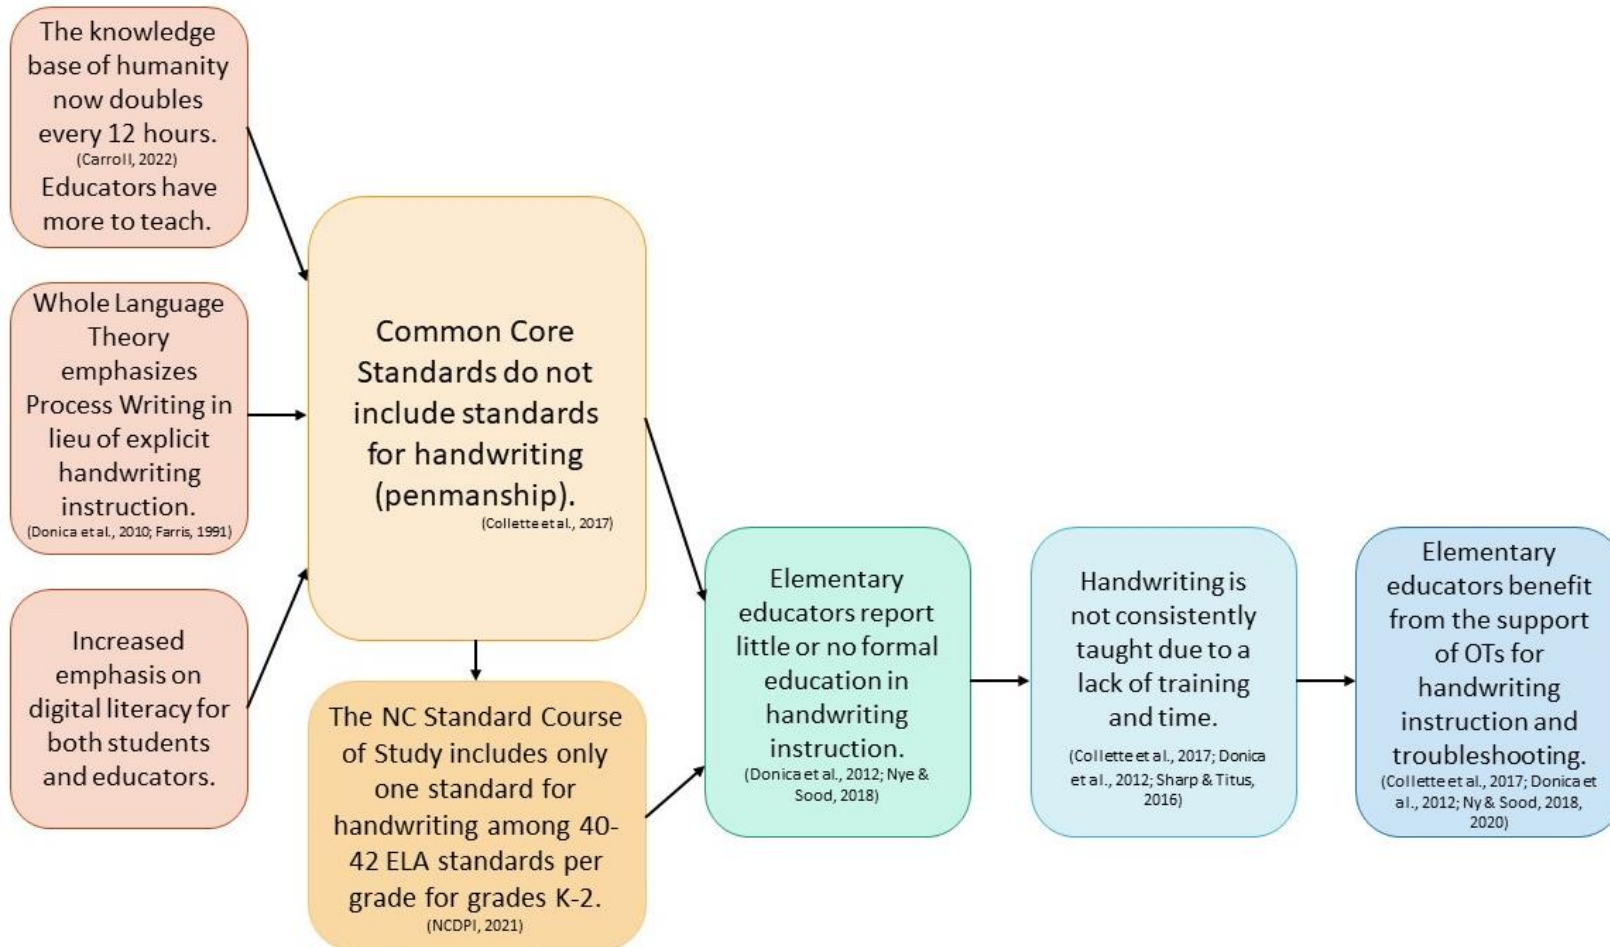 The knowledge
base of humanity
now doubles
every 12 hours.
(Carroll, 2022)
Educators have
more to teach.
Whole Language
Theory
emphasizes
Process Writing in
lieu of explicit
handwriting
instruction.
(Donica et al., 2010; Farris, 1991)
Increased
emphasis on
digital literacy for
both students
and educators.
Common Core
Standards do not
include standards
for handwriting
(penmanship).
(Collette et al., 2017)
The NC Standard Course
of Study includes only
one standard for
handwriting among 40-
42 ELA standards per
grade for grades K-2.
(NCDPI, 2021)
Elementary
educators report
little or no formal
education in
handwriting
instruction.
(Donica et al., 2012; Nye &
Sood, 2018)
Handwriting is
not consistently
taught due to a
lack of training
and time.
(Collette et al., 2017; Donica
et al., 2012; Sharp & Titus,
2016)
Elementary
educators benefit
from the support
of OTs for
handwriting
instruction and
troubleshooting.
(Collette et al., 2017; Donica et
al., 2012; Ny & Sood, 2018,
2020)